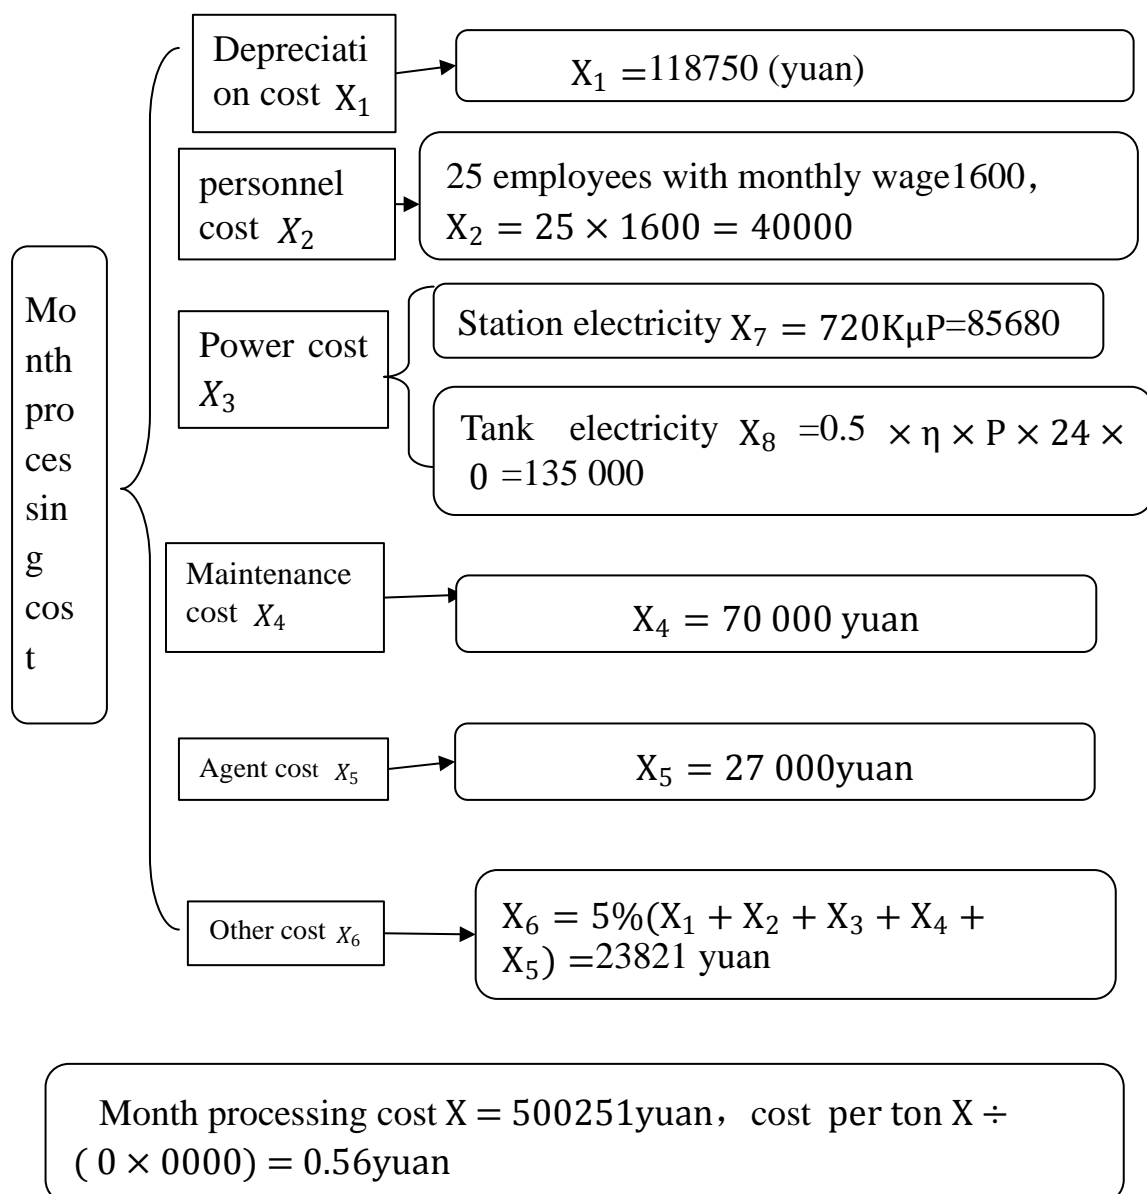 Depreciati
on cost X₁
X₁ =118750 (yuan)
personnel
cost X₂
25 employees with monthly wage1600,
X₂ = 25 × 1600 = 40000
Mo
nth
pro
ces
sin
g
cos
t
Power cost
X₃
Station electricity X₇ = 720KμP=85680
Tank electricity X₈ =0.5 × η × P × 24 ×
0 =135 000
Maintenance
cost X₄
X₄ = 70 000 yuan
Agent cost X₅
X₅ = 27 000yuan
Other cost X₆
X₆ = 5%(X₁ + X₂ + X₃ + X₄ +
X₅) =23821 yuan
Month processing cost X = 500251yuan, cost per ton X ÷
( 0 × 0000) = 0.56yuan